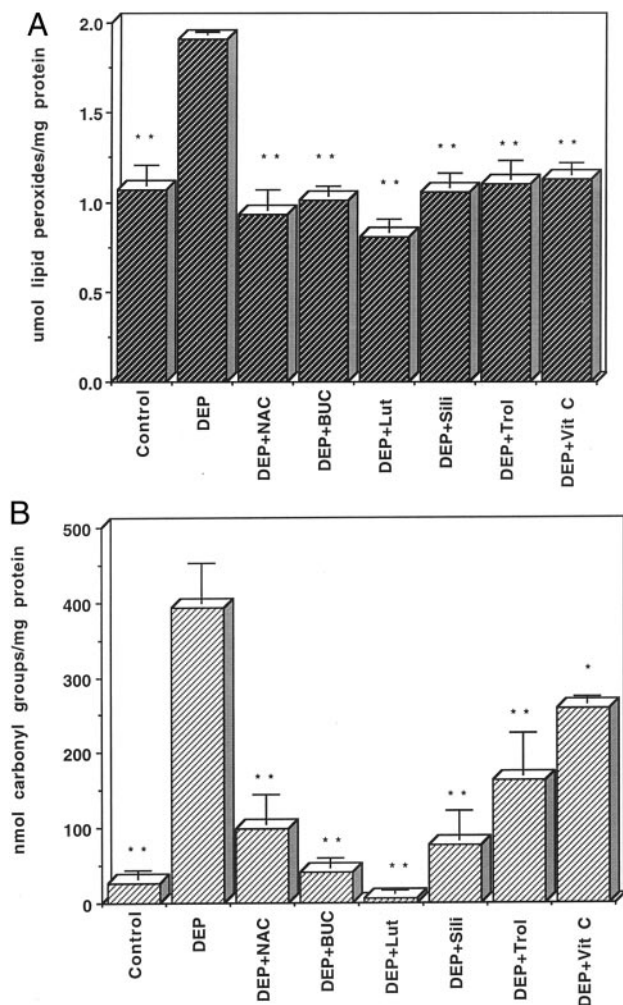 A
umol lipid peroxides/mg protein
2.0
1.5
1.0
0.5
0.0
* *
* *
* *
* *
* *
* *
* *
Control
DEP
DEP+NAC
DEP+BUC
DEP+Lut
DEP+Sili
DEP+Trol
DEP+Vit C
B
nmol carbonyl groups/mg protein
500
400
300
200
100
0
* *
* *
* *
* *
* *
* *
*
Control
DEP
DEP+NAC
DEP+BUC
DEP+Lut
DEP+Sili
DEP+Trol
DEP+Vit C